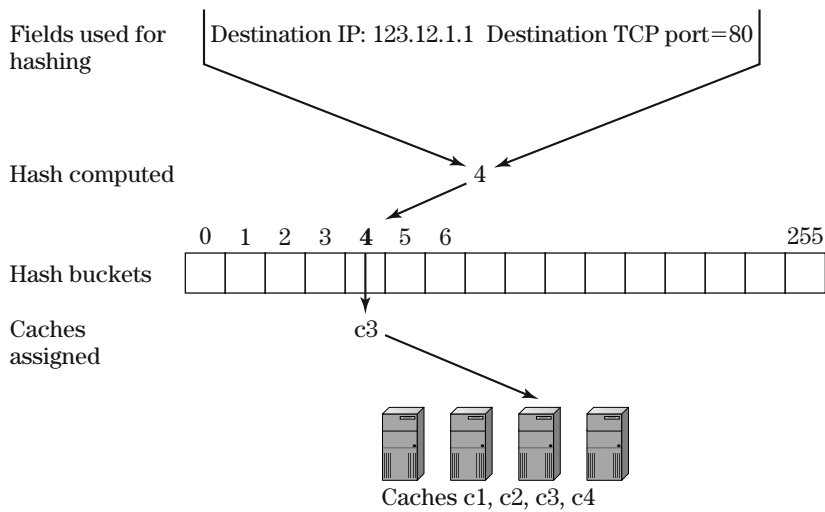 Fields used for
hashing
Destination IP: 123.12.1.1 Destination TCP port=80
Hash computed
4
0 1 2 3 4 5 6 255
Hash buckets
Caches
assigned
c3
Caches c1, c2, c3, c4